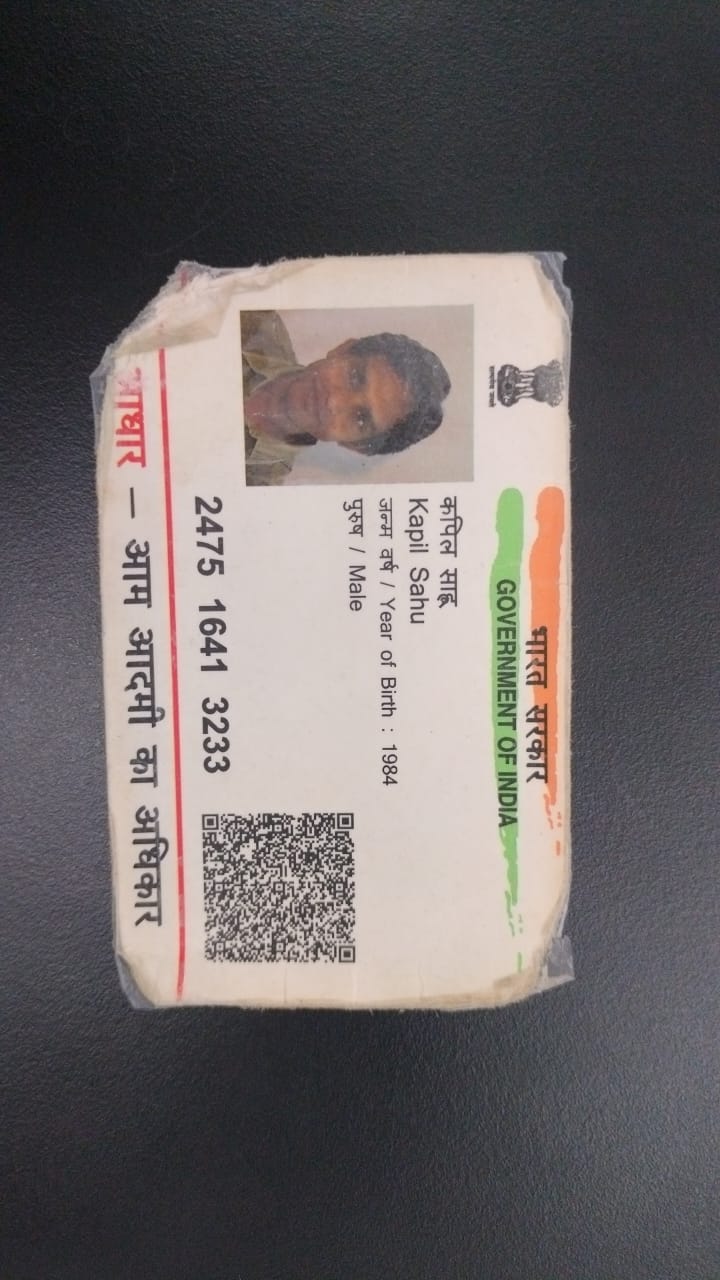 भारत सरकार
GOVERNMENT OF INDIA
कपिल साहू
Kapil Sahu
जन्म वर्ष / Year of Birth : 1984
पुरुष / Male
2475 1641 3233
आधार – आम आदमी का अधिकार